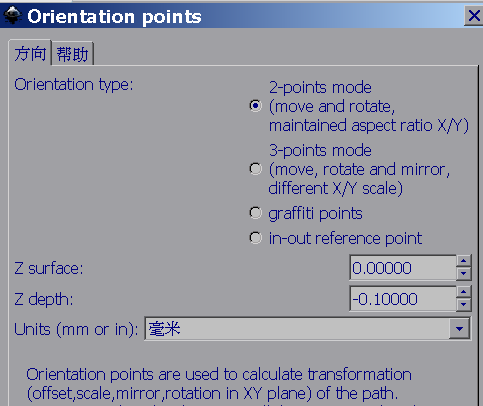 Orientation points
方向 帮助
Orientation type:
2-points mode
(move and rotate,
maintained aspect ratio X/Y)
3-points mode
(move, rotate and mirror,
different X/Y scale)
graffiti points
in-out reference point
Z surface: 0.00000
Z depth: -0.10000
Units (mm or in): 毫米
Orientation points are used to calculate transformation
(offset,scale,mirror,rotation in XY plane) of the path.